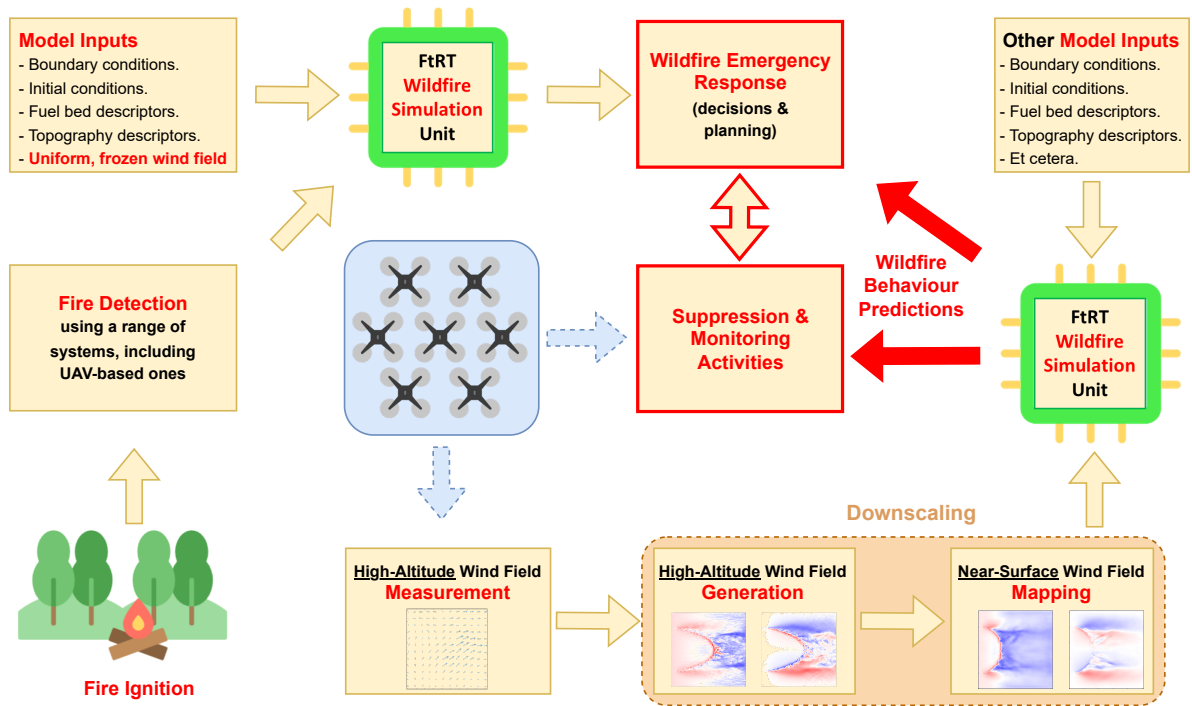 Model Inputs
- Boundary conditions.
- Initial conditions.
- Fuel bed descriptors.
- Topography descriptors.
- Uniform, frozen wind field
FtRT
Wildfire
Simulation
Unit
Wildfire Emergency
Response
(decisions &
planning)
Other Model Inputs
- Boundary conditions.
- Initial conditions.
- Fuel bed descriptors.
- Topography descriptors.
- Et cetera.
Fire Detection
using a range of
systems, including
UAV-based ones
Suppression &
Monitoring
Activities
Wildfire
Behaviour
Predictions
FtRT
Wildfire
Simulation
Unit
Fire Ignition
Downscaling
High-Altitude Wind Field
Measurement
High-Altitude Wind Field
Generation
Near-Surface Wind Field
Mapping